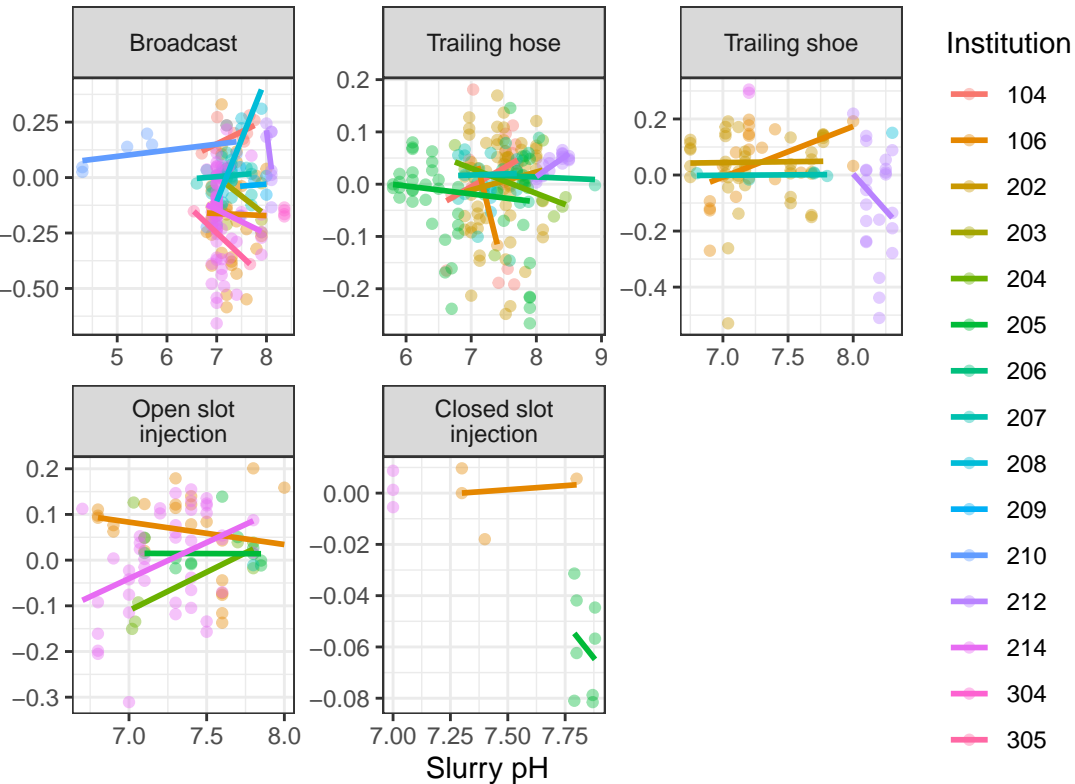 Broadcast
Trailing hose
Trailing shoe
0.25
0.00
−0.25
−0.50
5 6 7 8
0.2
0.1
0.0
−0.1
−0.2
6 7 8 9
0.2
0.0
−0.2
−0.4
7.0 7.5 8.0
Open slot
injection
Closed slot
injection
0.2
0.1
0.0
−0.1
−0.2
−0.3
7.0 7.5 8.0
0.00
−0.02
−0.04
−0.06
−0.08
7.00 7.25 7.50 7.75
Slurry pH
Institution
104
106
202
203
204
205
206
207
208
209
210
212
214
304
305